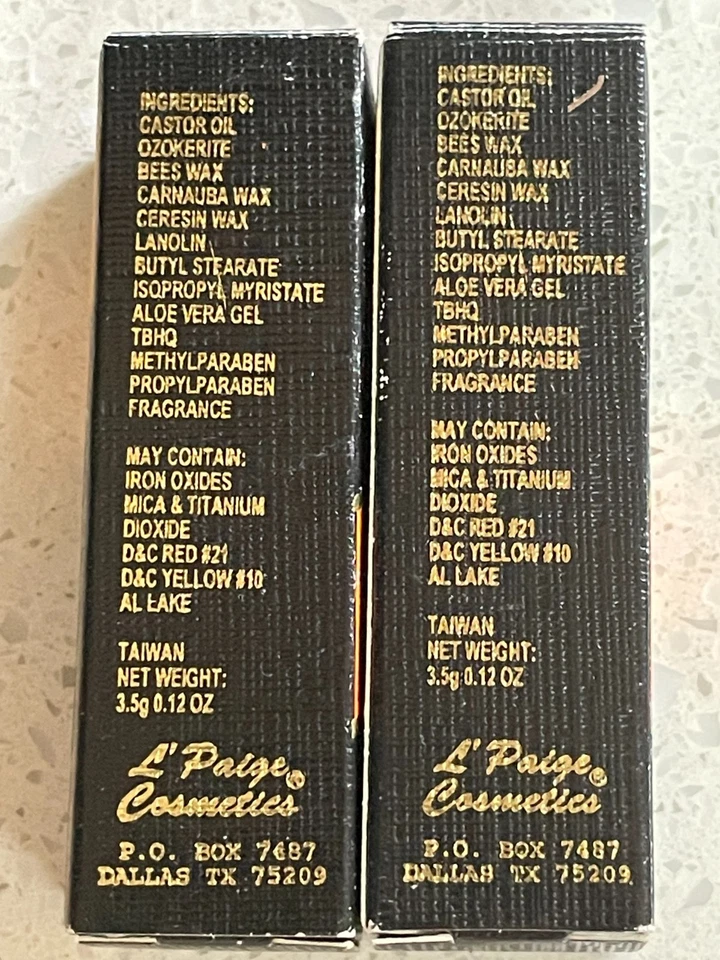 INGREDIENTS:
CASTOR OIL
OZOKERITE
BEES WAX
CARNAUBA WAX
CERESIN WAX
LANOLIN
BUTYL STEARATE
ISOPROPYL MYRISTATE
ALOE VERA GEL
TBHQ
METHYLPARABEN
PROPYLPARABEN
FRAGRANCE
MAY CONTAIN:
IRON OXIDES
MICA & TITANIUM
DIOXIDE
D&C RED #21
D&C YELLOW #10
AL LAKE
TAIWAN
NET WEIGHT:
3.5g 0.12 OZ
L' Paige®
Cosmetics
P.O. BOX 7487
DALLAS TX 75209
INGREDIENTS:
CASTOR OIL
OZOKERITE
BEES WAX
CARNAUBA WAX
CERESIN WAX
LANOLIN
BUTYL STEARATE
ISOPROPYL MYRISTATE
ALOE VERA GEL
TBHQ
METHYLPARABEN
PROPYLPARABEN
FRAGRANCE
MAY CONTAIN:
IRON OXIDES
MICA & TITANIUM
DIOXIDE
D&C RED #21
D&C YELLOW #10
AL LAKE
TAIWAN
NET WEIGHT:
3.5g 0.12 OZ
L' Paige®
Cosmetics
P.O. BOX 7487
DALLAS TX 75209